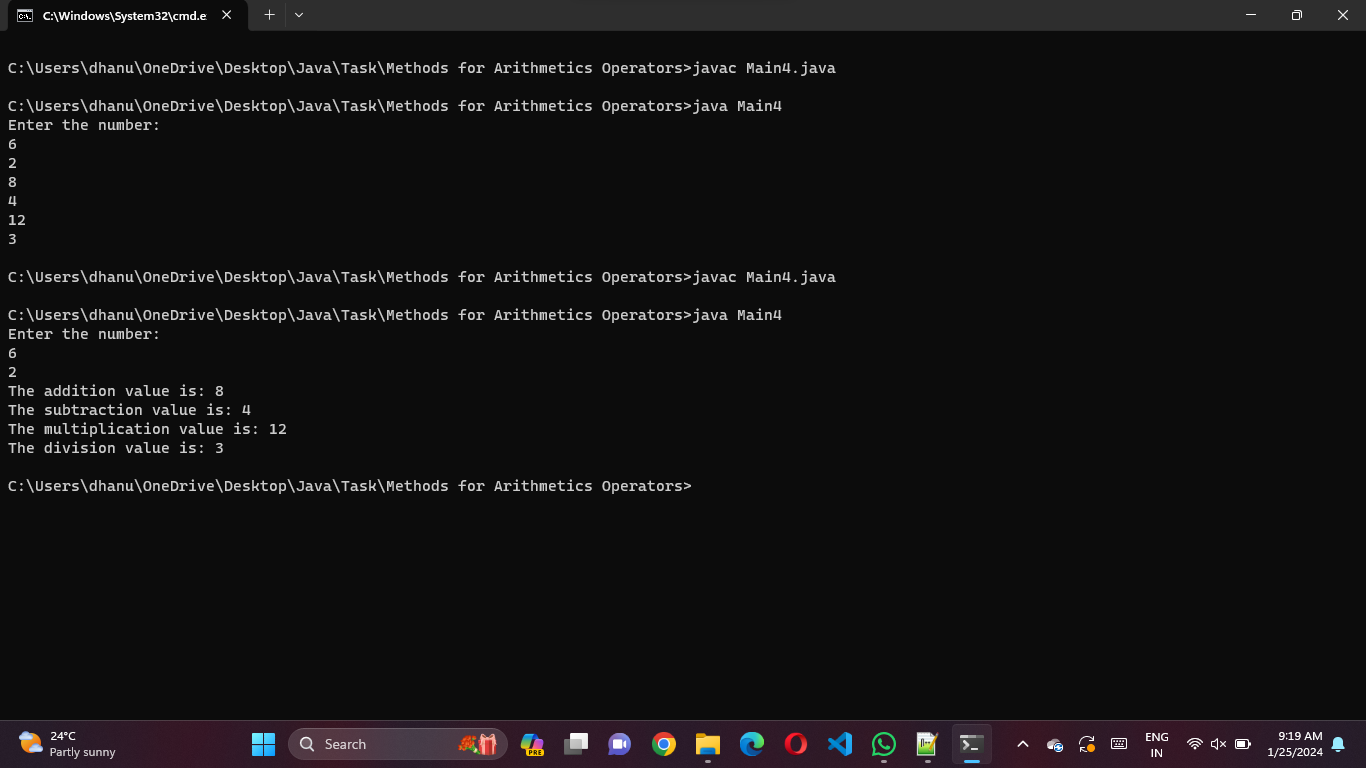 C:\Windows\System32\cmd.e
C:\Users\dhanu\OneDrive\Desktop\Java\Task\Methods for Arithmetics Operators>javac Main4.java
C:\Users\dhanu\OneDrive\Desktop\Java\Task\Methods for Arithmetics Operators>java Main4
Enter the number:
6
2
8
4
12
3
C:\Users\dhanu\OneDrive\Desktop\Java\Task\Methods for Arithmetics Operators>javac Main4.java
C:\Users\dhanu\OneDrive\Desktop\Java\Task\Methods for Arithmetics Operators>java Main4
Enter the number:
6
2
The addition value is: 8
The subtraction value is: 4
The multiplication value is: 12
The division value is: 3
C:\Users\dhanu\OneDrive\Desktop\Java\Task\Methods for Arithmetics Operators>
24°C
Partly sunny
Search
PRE
ENG
IN
9:19 AM
1/25/2024